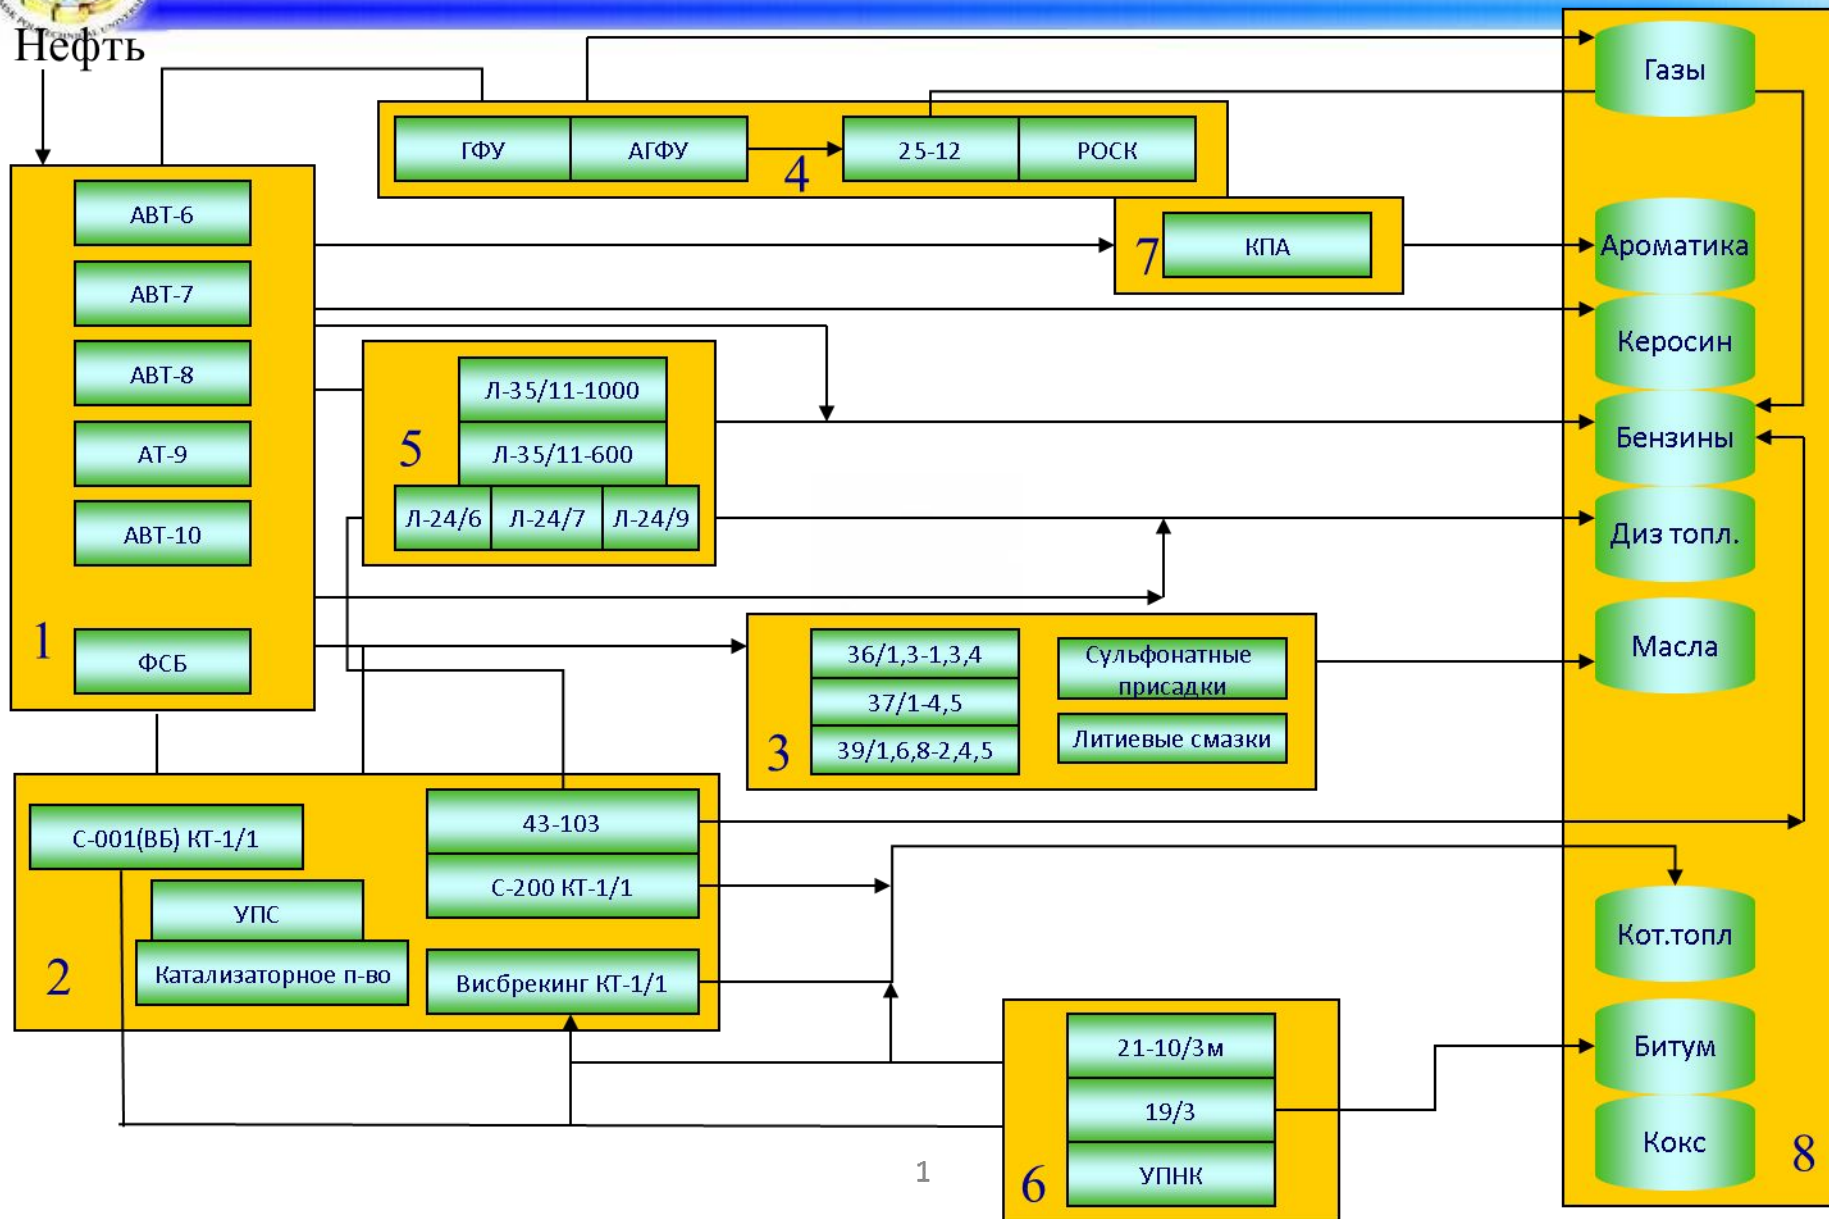 POLYTECHNICAL UNIVERS
Нефть
Газы
ГФУ
АГФУ
4
25-12
РОСК
АВТ-6
7
КПА
Ароматика
АВТ-7
Керосин
АВТ-8
Л-35/11-1000
5
Бензины
АТ-9
Л-35/11-600
АВТ-10
Л-24/6
Л-24/7
Л-24/9
Диз топл.
1
ФСБ
36/1,3-1,3,4
Сульфонатные
присадки
Масла
37/1-4,5
3
39/1,6,8-2,4,5
Литиевые смазки
С-001(ВБ) КТ-1/1
43-103
С-200 КТ-1/1
УПС
Кот.топл
2
Катализаторное п-во
Висбрекинг КТ-1/1
21-10/3м
Битум
19/3
Кокс
8
1
6
УПНК